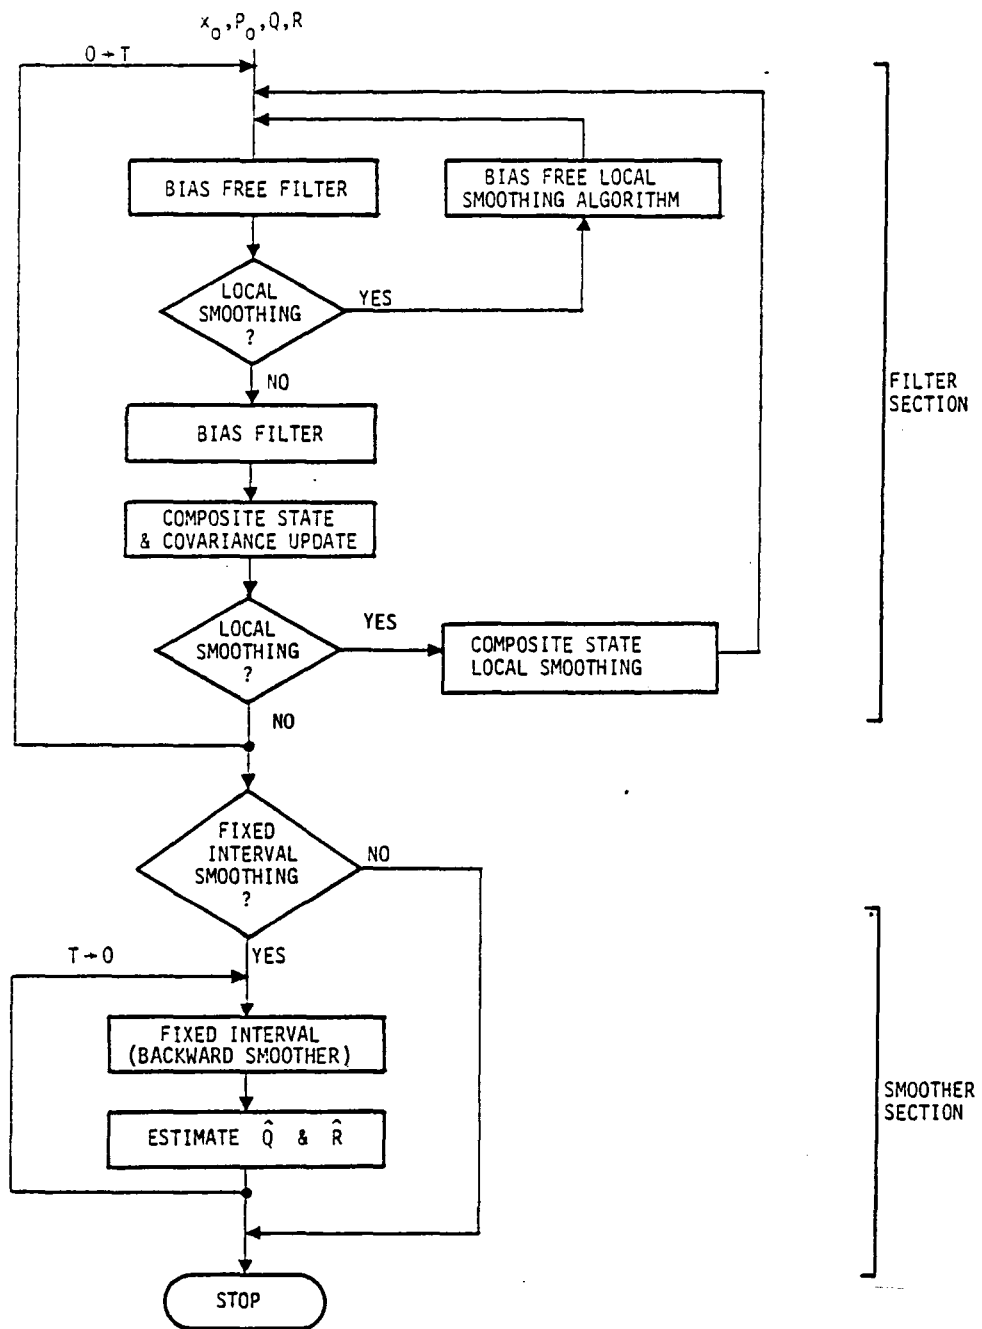 x₀,P₀,Q,R
0→T
BIAS FREE FILTER
BIAS FREE LOCAL
SMOOTHING ALGORITHM
LOCAL
SMOOTHING
?
YES
NO
FILTER
SECTION
BIAS FILTER
COMPOSITE STATE
& COVARIANCE UPDATE
LOCAL
SMOOTHING
?
YES
COMPOSITE STATE
LOCAL SMOOTHING
NO
FIXED
INTERVAL
SMOOTHING
?
NO
YES
T→0
FIXED INTERVAL
(BACKWARD SMOOTHER)
SMOOTHER
SECTION
ESTIMATE Q̂ & R̂
STOP